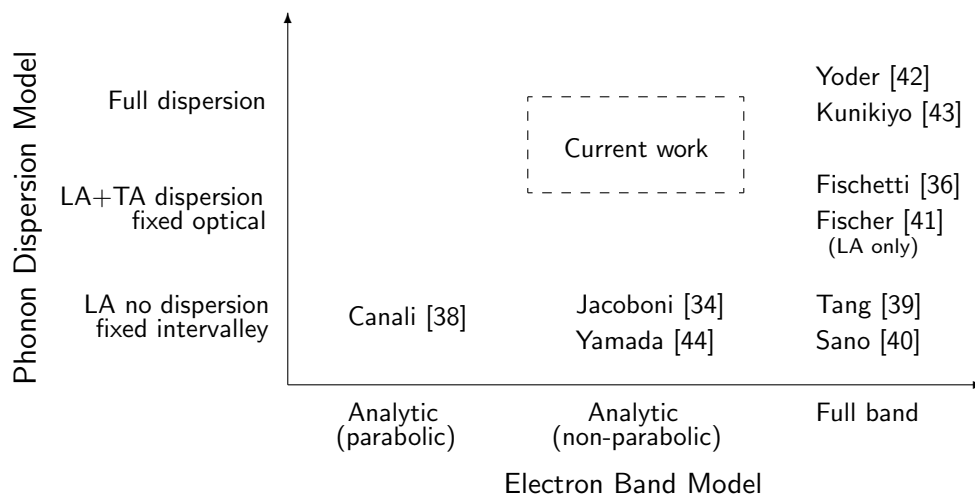 Phonon Dispersion Model
Full dispersion
LA+TA dispersion
fixed optical
LA no dispersion
fixed intervalley
Yoder [42]
Kunikiyo [43]
Current work
Fischetti [36]
Fischer [41]
(LA only)
Canali [38]
Jacoboni [34]
Yamada [44]
Tang [39]
Sano [40]
Analytic
(parabolic)
Analytic
(non-parabolic)
Full band
Electron Band Model